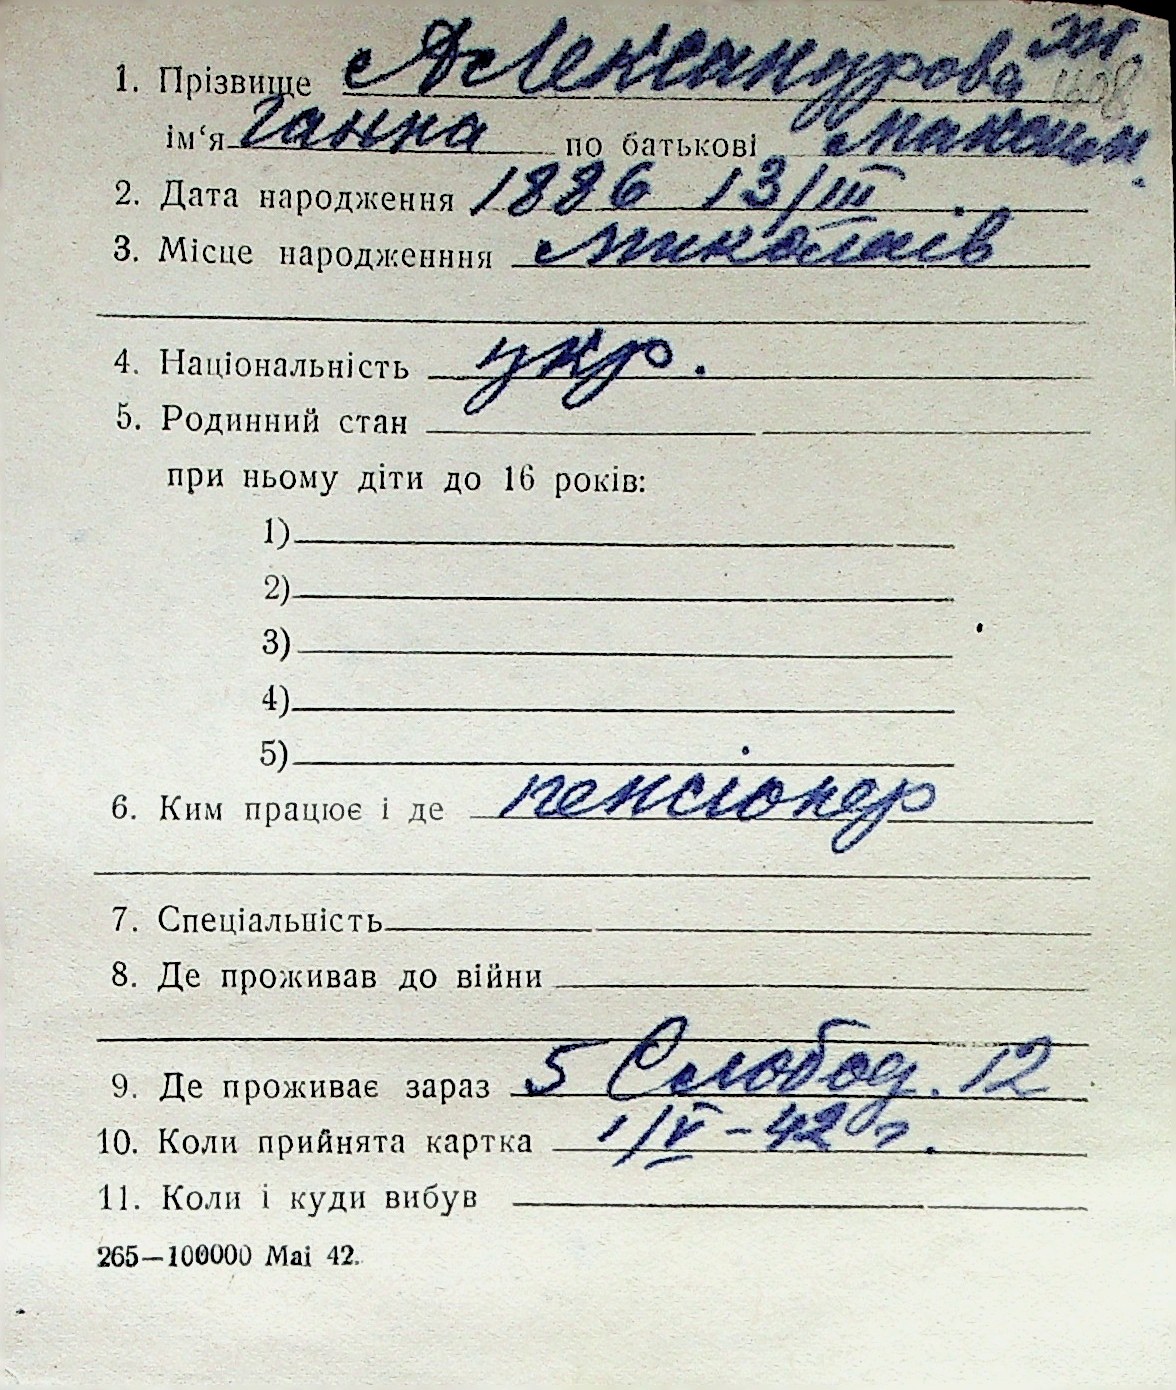 1. Прізвище Александрова
ім‘я Ганна по батькові Максим.
2. Дата народження 1886 13/III
3. Місце народженння Миколаїв
4. Національність укр.
5. Родинний стан
при ньому діти до 16 років:
1)
2)
3)
4)
5)
6. Ким працює і де пенсіонер
7. Спеціальність
8. Де проживав до війни
9. Де проживає зараз 5 Слобод. 12
10. Коли прийнята картка 1/V-42 г.
11. Коли і куди вибув
265—100000 Mai 42.